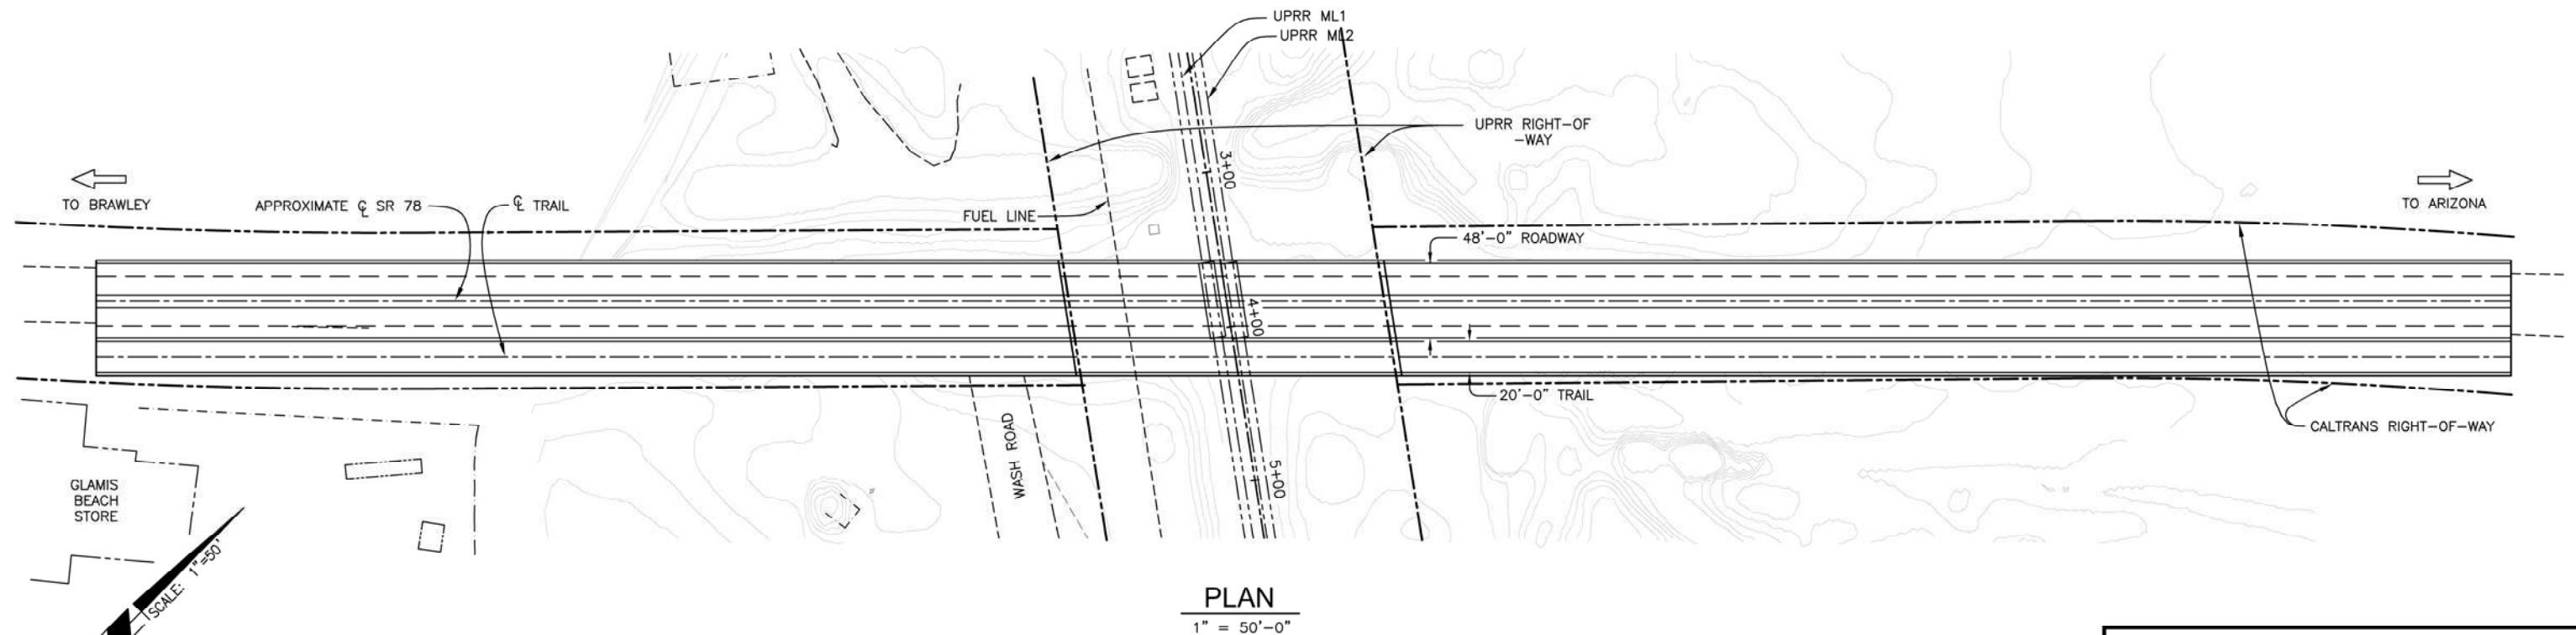 UPRR ML1
UPRR ML2
UPRR RIGHT-OF
-WAY
3+00
TO BRAWLEY
APPROXIMATE ℄ SR 78
℄ TRAIL
FUEL LINE
TO ARIZONA
48'-0" ROADWAY
4+00
20'-0" TRAIL
WASH ROAD
CALTRANS RIGHT-OF-WAY
5+00
GLAMIS
BEACH
STORE
SCALE: 1"=50'
PLAN
1" = 50'-0"